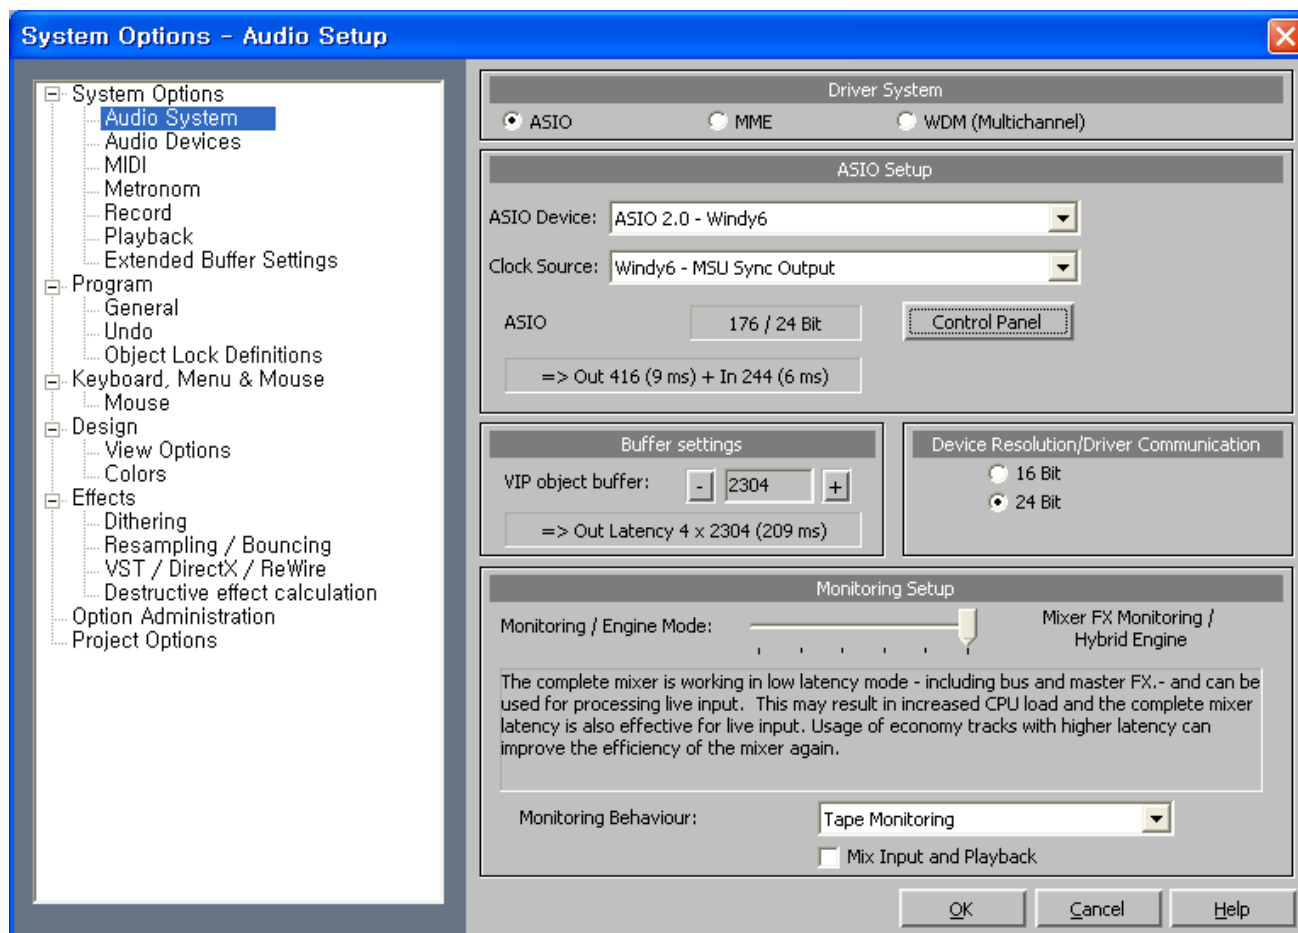 System Options - Audio Setup
System Options
Audio System
Audio Devices
MIDI
Metronom
Record
Playback
Extended Buffer Settings
Program
General
Undo
Object Lock Definitions
Keyboard, Menu & Mouse
Mouse
Design
View Options
Colors
Effects
Dithering
Resampling / Bouncing
VST / DirectX / ReWire
Destructive effect calculation
Option Administration
Project Options
Driver System
ASIO MME WDM (Multichannel)
ASIO Setup
ASIO Device: ASIO 2.0 - Windy6
Clock Source: Windy6 - MSU Sync Output
ASIO 176 / 24 Bit Control Panel
=> Out 416 (9 ms) + In 244 (6 ms)
Buffer settings
VIP object buffer: - 2304 +
=> Out Latency 4 x 2304 (209 ms)
Device Resolution/Driver Communication
16 Bit
24 Bit
Monitoring Setup
Monitoring / Engine Mode:
Mixer FX Monitoring /
Hybrid Engine
The complete mixer is working in low latency mode - including bus and master FX.- and can be
used for processing live input. This may result in increased CPU load and the complete mixer
latency is also effective for live input. Usage of economy tracks with higher latency can
improve the efficiency of the mixer again.
Monitoring Behaviour: Tape Monitoring
Mix Input and Playback
OK Cancel Help